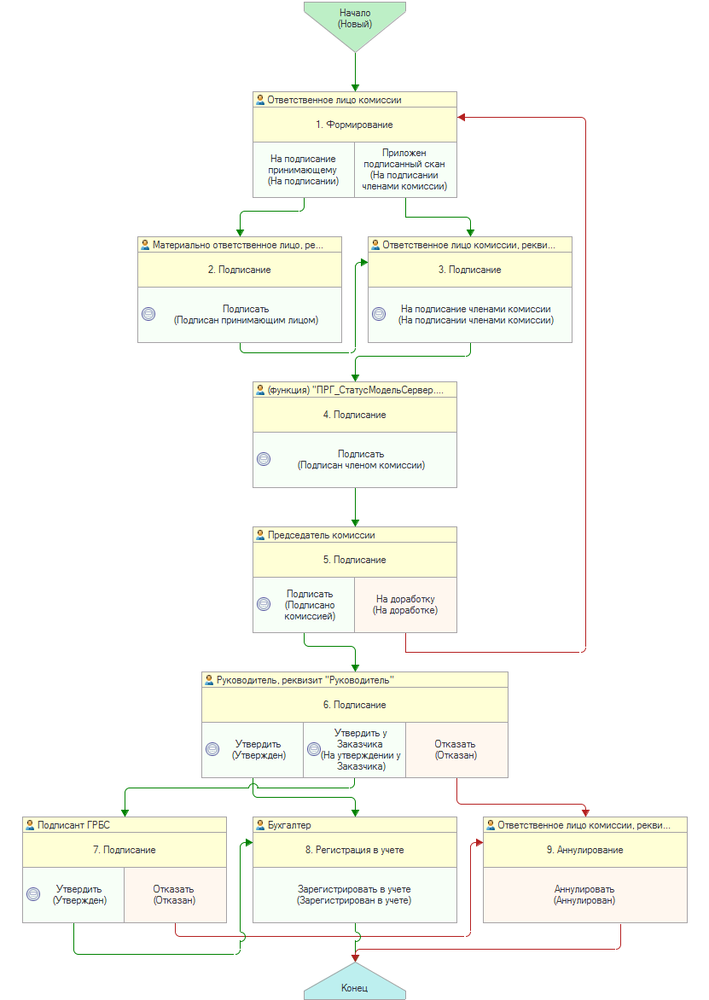 Начало
(Новый)
Ответственное лицо комиссии
1. Формирование
На подписание
принимающему
(На подписании)
Приложен
подписанный скан
(На подписании
членами комиссии)
Материально ответственное лицо, ре...
2. Подписание
Подписать
(Подписан принимающим лицом)
Ответственное лицо комиссии, рекви...
3. Подписание
На подписание членами комиссии
(На подписании членами комиссии)
(функция) "ПРГ_СтатусМодельСервер....
4. Подписание
Подписать
(Подписан членом комиссии)
Председатель комиссии
5. Подписание
Подписать
(Подписано
комиссией)
На доработку
(На доработке)
Руководитель, реквизит "Руководитель"
6. Подписание
Утвердить
(Утвержден)
Утвердить у
Заказчика
(На утверждении у
Заказчика)
Отказать
(Отказан)
Подписант ГРБС
7. Подписание
Утвердить
(Утвержден)
Отказать
(Отказан)
Бухгалтер
8. Регистрация в учете
Зарегистрировать в учете
(Зарегистрирован в учете)
Ответственное лицо комиссии, рекви...
9. Аннулирование
Аннулировать
(Аннулирован)
Конец